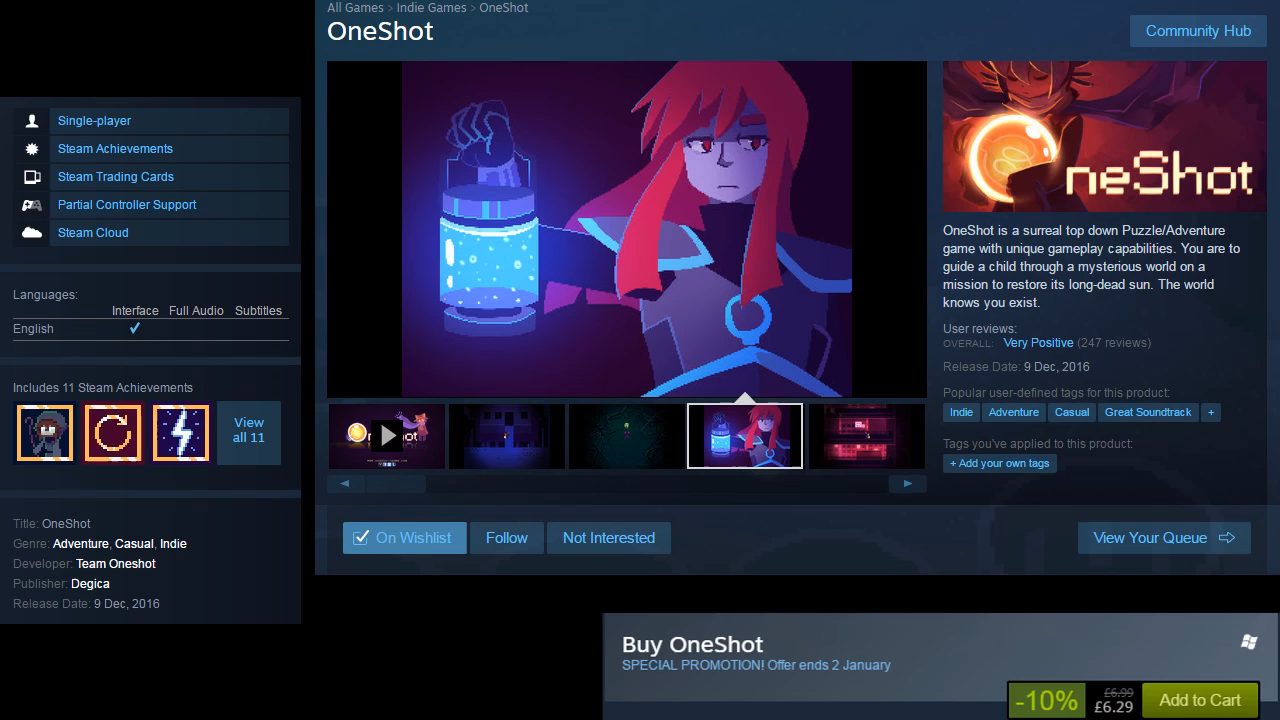 All Games > Indie Games > OneShot
OneShot
Community Hub
Single-player
Steam Achievements
Steam Trading Cards
Partial Controller Support
Steam Cloud
Languages:
Interface Full Audio Subtitles
English
Includes 11 Steam Achievements
View
all 11
Title: OneShot
Genre: Adventure, Casual, Indie
Developer: Team Oneshot
Publisher: Degica
Release Date: 9 Dec, 2016
neShot
OneShot is a surreal top down Puzzle/Adventure
game with unique gameplay capabilities. You are to
guide a child through a mysterious world on a
mission to restore its long-dead sun. The world
knows you exist.
User reviews:
OVERALL: Very Positive (247 reviews)
Release Date: 9 Dec, 2016
Popular user-defined tags for this product:
Indie Adventure Casual Great Soundtrack +
Tags you've applied to this product:
+ Add your own tags
On Wishlist Follow Not Interested View Your Queue
Buy OneShot
SPECIAL PROMOTION! Offer ends 2 January
-10% £6.99 £6.29 Add to Cart